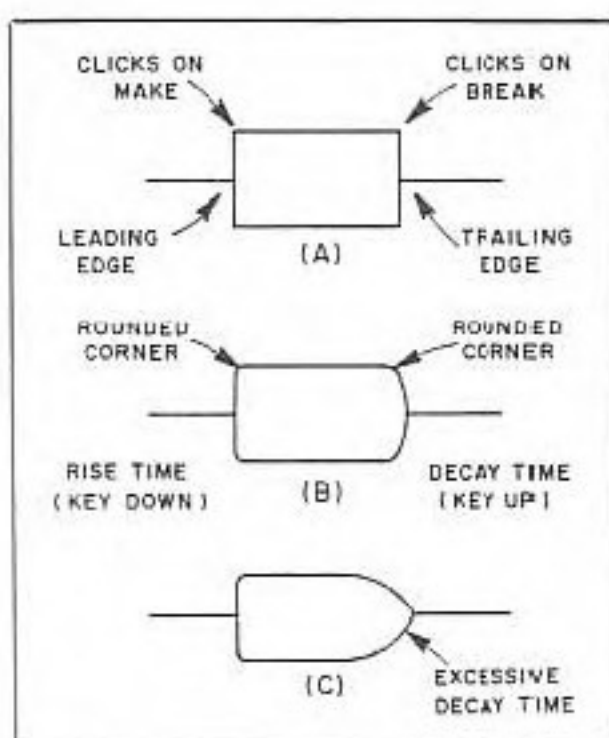 CLICKS ON
MAKE
CLICKS ON
BREAK
LEADING
EDGE
(A)
TRAILING
EDGE
ROUNDED
CORNER
ROUNDED
CORNER
RISE TIME
(KEY DOWN)
(B)
DECAY TIME
(KEY UP)
(C)
EXCESSIVE
DECAY TIME